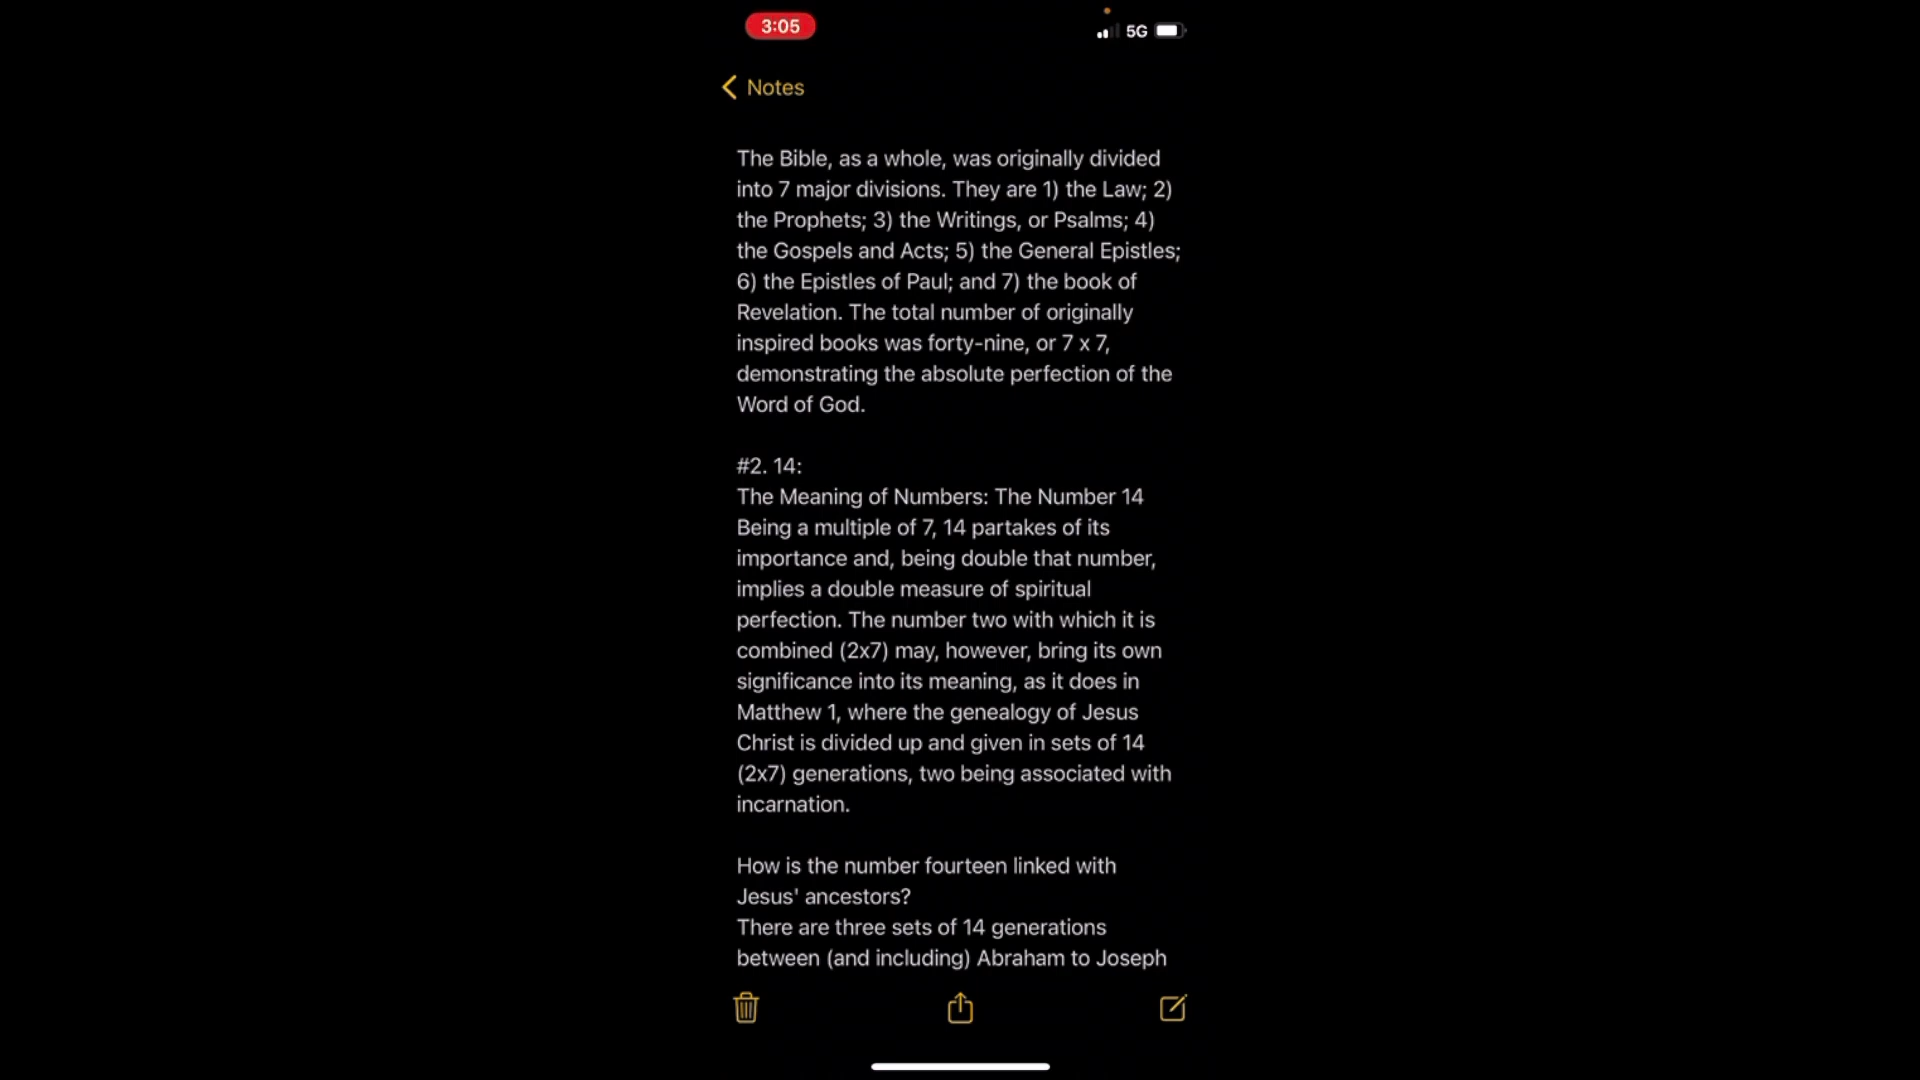 3:05
5G
Notes
The Bible, as a whole, was originally divided
into 7 major divisions. They are 1) the Law; 2)
the Prophets; 3) the Writings, or Psalms; 4)
the Gospels and Acts; 5) the General Epistles;
6) the Epistles of Paul; and 7) the book of
Revelation. The total number of originally
inspired books was forty-nine, or 7 x 7,
demonstrating the absolute perfection of the
Word of God.
#2. 14:
The Meaning of Numbers: The Number 14
Being a multiple of 7, 14 partakes of its
importance and, being double that number,
implies a double measure of spiritual
perfection. The number two with which it is
combined (2x7) may, however, bring its own
significance into its meaning, as it does in
Matthew 1, where the genealogy of Jesus
Christ is divided up and given in sets of 14
(2x7) generations, two being associated with
incarnation.
How is the number fourteen linked with
Jesus' ancestors?
There are three sets of 14 generations
between (and including) Abraham to Joseph